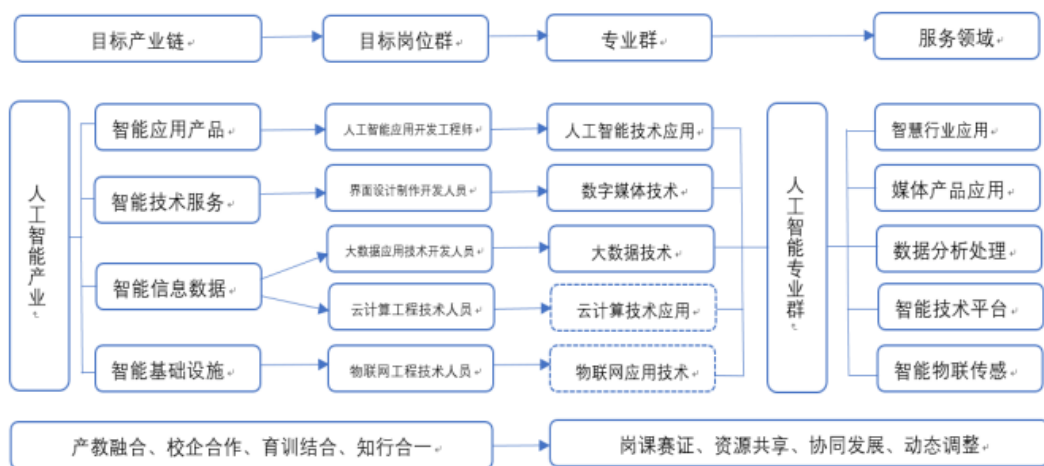 目标产业链
目标岗位群
专业群
服务领域
人工智能产业
智能应用产品
人工智能应用开发工程师
人工智能技术应用
智能技术服务
界面设计制作开发人员
数字媒体技术
智能信息数据
大数据应用技术开发人员
大数据技术
云计算工程技术人员
云计算技术应用
智能基础设施
物联网工程技术人员
物联网应用技术
人工智能专业群
智慧行业应用
媒体产品应用
数据分析处理
智能技术平台
智能物联传感
产教融合、校企合作、育训结合、知行合一
岗课赛证、资源共享、协同发展、动态调整